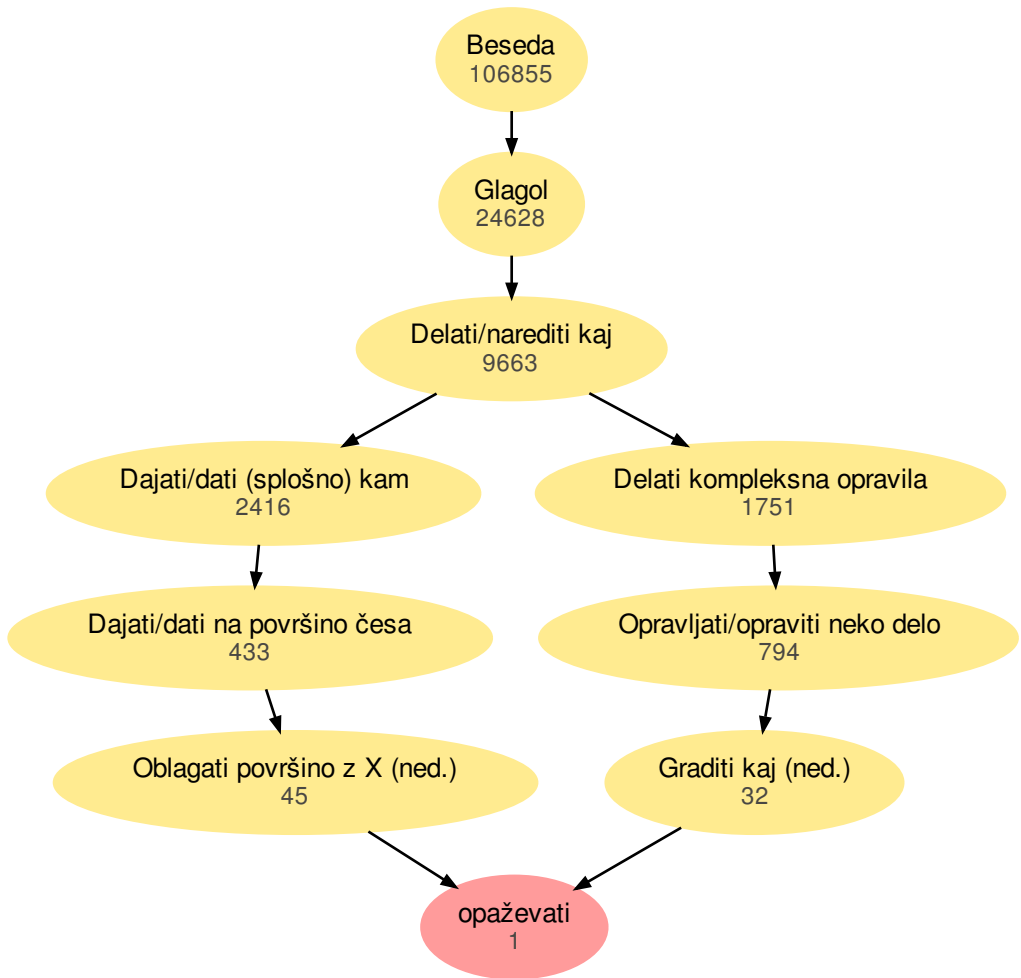 Beseda
106855
Glagol
24628
Delati/narediti kaj
9663
Dajati/dati (splošno) kam
2416
Delati kompleksna opravila
1751
Dajati/dati na površino česa
433
Opravljati/opraviti neko delo
794
Oblagati površino z X (ned.)
45
Graditi kaj (ned.)
32
opaževati
1